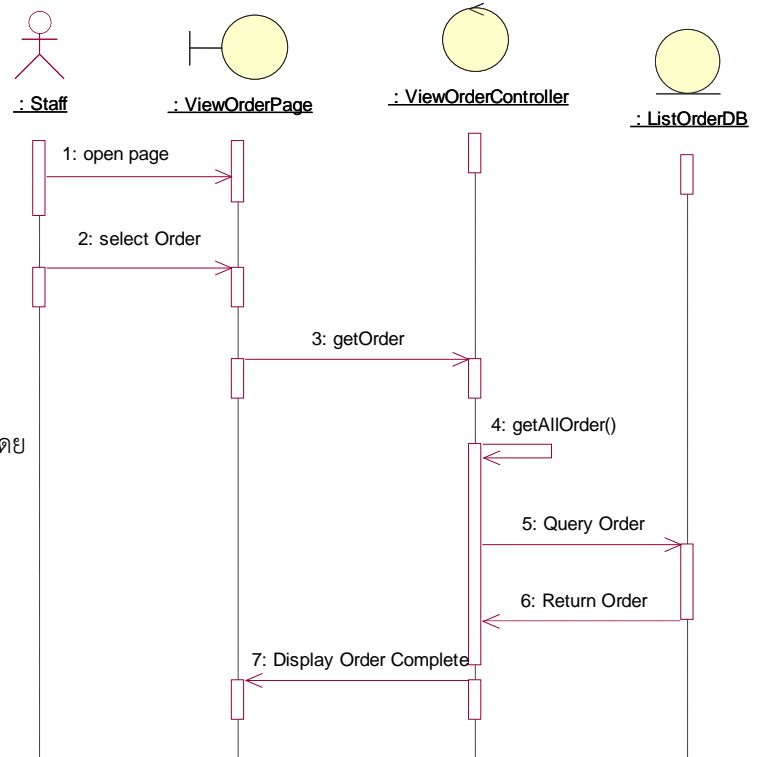 : Staff
: ViewOrderPage
: ViewOrderController
: ListOrderDB
1: open page
2: select Order
3: getOrder
4: getAllOrder()
5: Query Order
6: Return Order
7: Display Order Complete